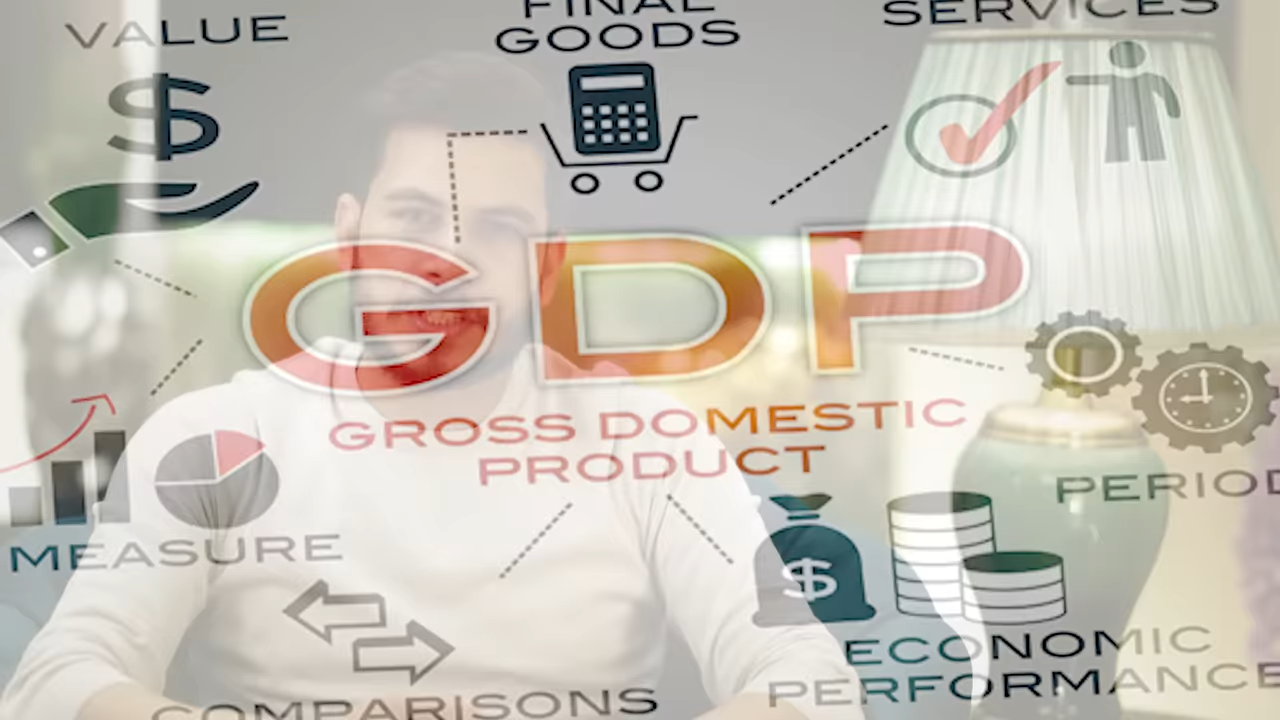 VALUE
FINAL
GOODS
SERVICES
$
GDP
GROSS DOMESTIC
PRODUCT
PERIOD
MEASURE
$
ECONOMIC
PERFORMANCE
COMPARISONS